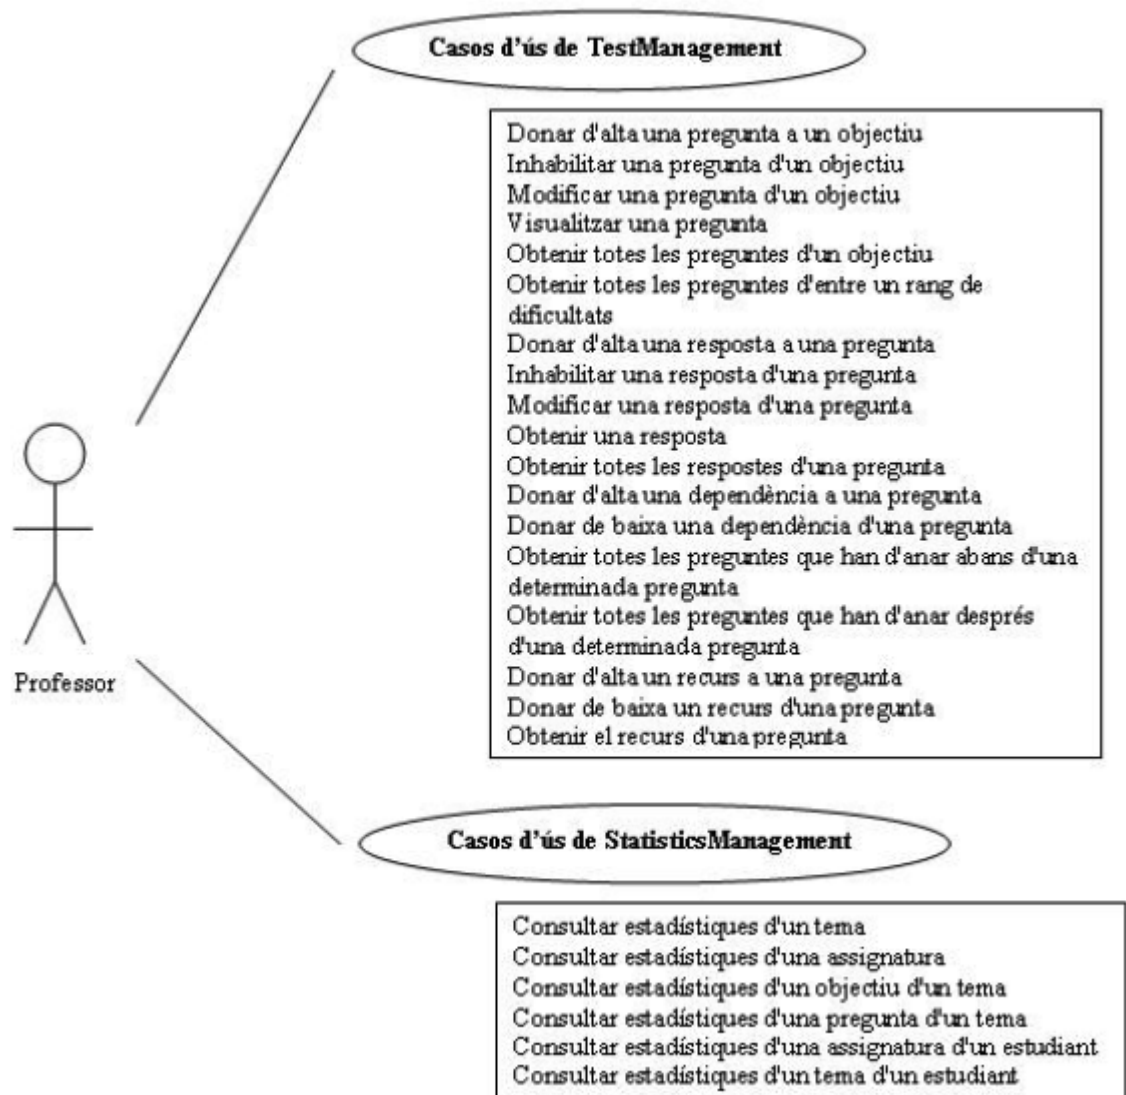 Casos d'ús de TestManagement
Donar d'alta una pregunta a un objectiu
Inhabilitar una pregunta d'un objectiu
Modificar una pregunta d'un objectiu
Visualitzar una pregunta
Obtenir totes les preguntes d'un objectiu
Obtenir totes les preguntes d'entre un rang de
dificultats
Donar d'alta una resposta a una pregunta
Inhabilitar una resposta d'una pregunta
Modificar una resposta d'una pregunta
Obtenir una resposta
Obtenir totes les respostes d'una pregunta
Donar d'alta una dependència a una pregunta
Donar de baixa una dependència d'una pregunta
Obtenir totes les preguntes que han d'anar abans d'una
determinada pregunta
Obtenir totes les preguntes que han d'anar després
d'una determinada pregunta
Donar d'alta un recurs a una pregunta
Donar de baixa un recurs d'una pregunta
Obtenir el recurs d'una pregunta
Professor
Casos d'ús de StatisticsManagement
Consultar estadístiques d'un tema
Consultar estadístiques d'una assignatura
Consultar estadístiques d'un objectiu d'un tema
Consultar estadístiques d'una pregunta d'un tema
Consultar estadístiques d'una assignatura d'un estudiant
Consultar estadístiques d'un tema d'un estudiant